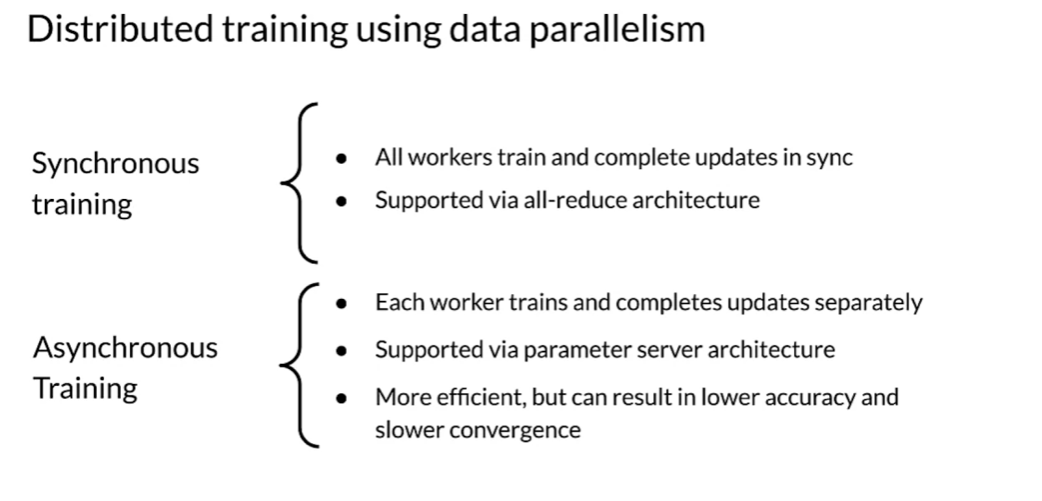 Distributed training using data parallelism
Synchronous
training
● All workers train and complete updates in sync
● Supported via all-reduce architecture
Asynchronous
Training
● Each worker trains and completes updates separately
● Supported via parameter server architecture
● More efficient, but can result in lower accuracy and
slower convergence